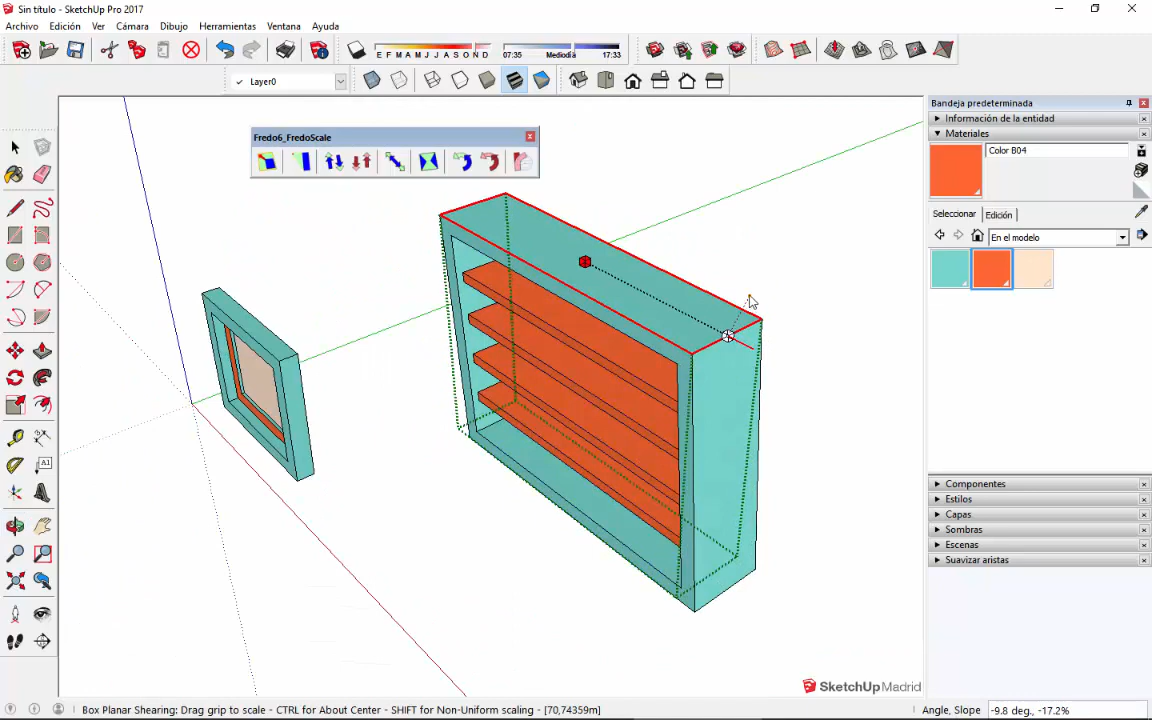 Sin título - SketchUp Pro 2017
Archivo Edición Ver Cámara Dibujo Herramientas Ventana Ayuda
E F M A M J J A S O N D
07:35 Mediodía 17:33
Layer0
Fredo6_FredoScale
Bandeja predeterminada
Información de la entidad
Materiales
Color B04
Seleccionar Edición
En el modelo
A1
Componentes
Estilos
Capas
Sombras
Escenas
Suavizar aristas
SketchUpMadrid
Box Planar Shearing: Drag grip to scale - CTRL for About Center - SHIFT for Non-Uniform scaling - [70,74359m]
Angle, Slope -9.8 deg., -17.2%